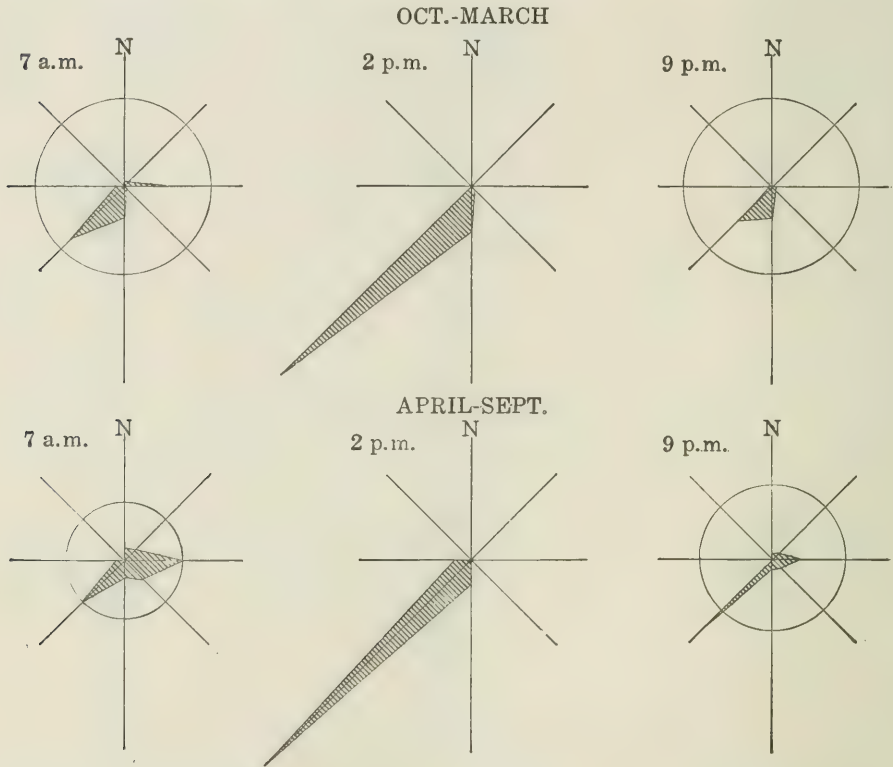 OCT.-MARCH
7 a.m. N
2 p.m. N
9 p.m. N
APRIL-SEPT.
7 a.m. N
2 p.m. N
9 p.m. N